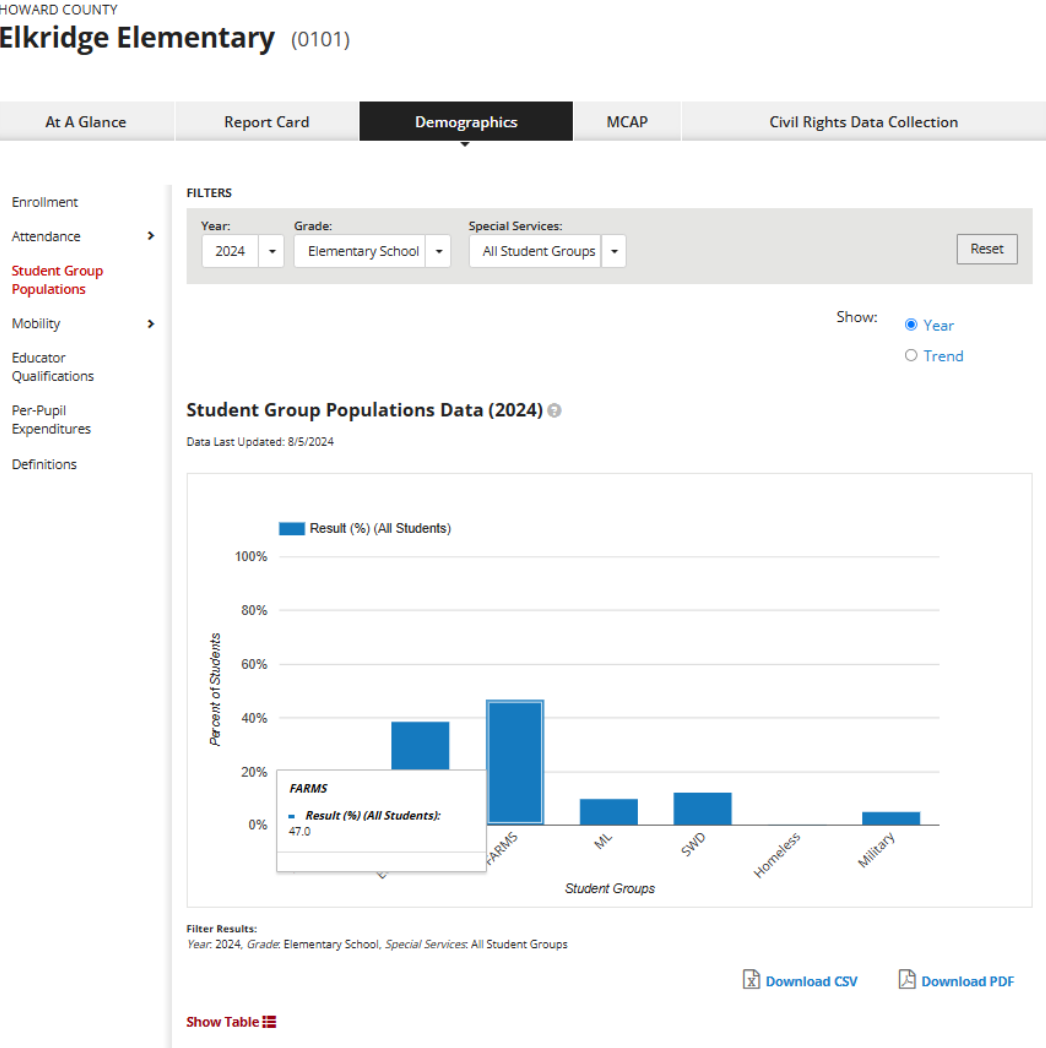 HOWARD COUNTY
Elkridge Elementary (0101)
At A Glance Report Card Demographics MCAP Civil Rights Data Collection
Enrollment
Attendance
Student Group
Populations
Mobility
Educator
Qualifications
Per-Pupil
Expenditures
Definitions
FILTERS
Year: Grade: Special Services:
2024 Elementary School All Student Groups Reset
Show: Year
Trend
Student Group Populations Data (2024)
Data Last Updated: 8/5/2024
Result (%) (All Students)
100%
80%
60%
40%
20%
0%
Percent of Students
FARMS
Result (%) (All Students):
47.0
FARMS ML SWD Homeless Military
Student Groups
Filter Results:
Year: 2024, Grade: Elementary School, Special Services: All Student Groups
Download CSV Download PDF
Show Table